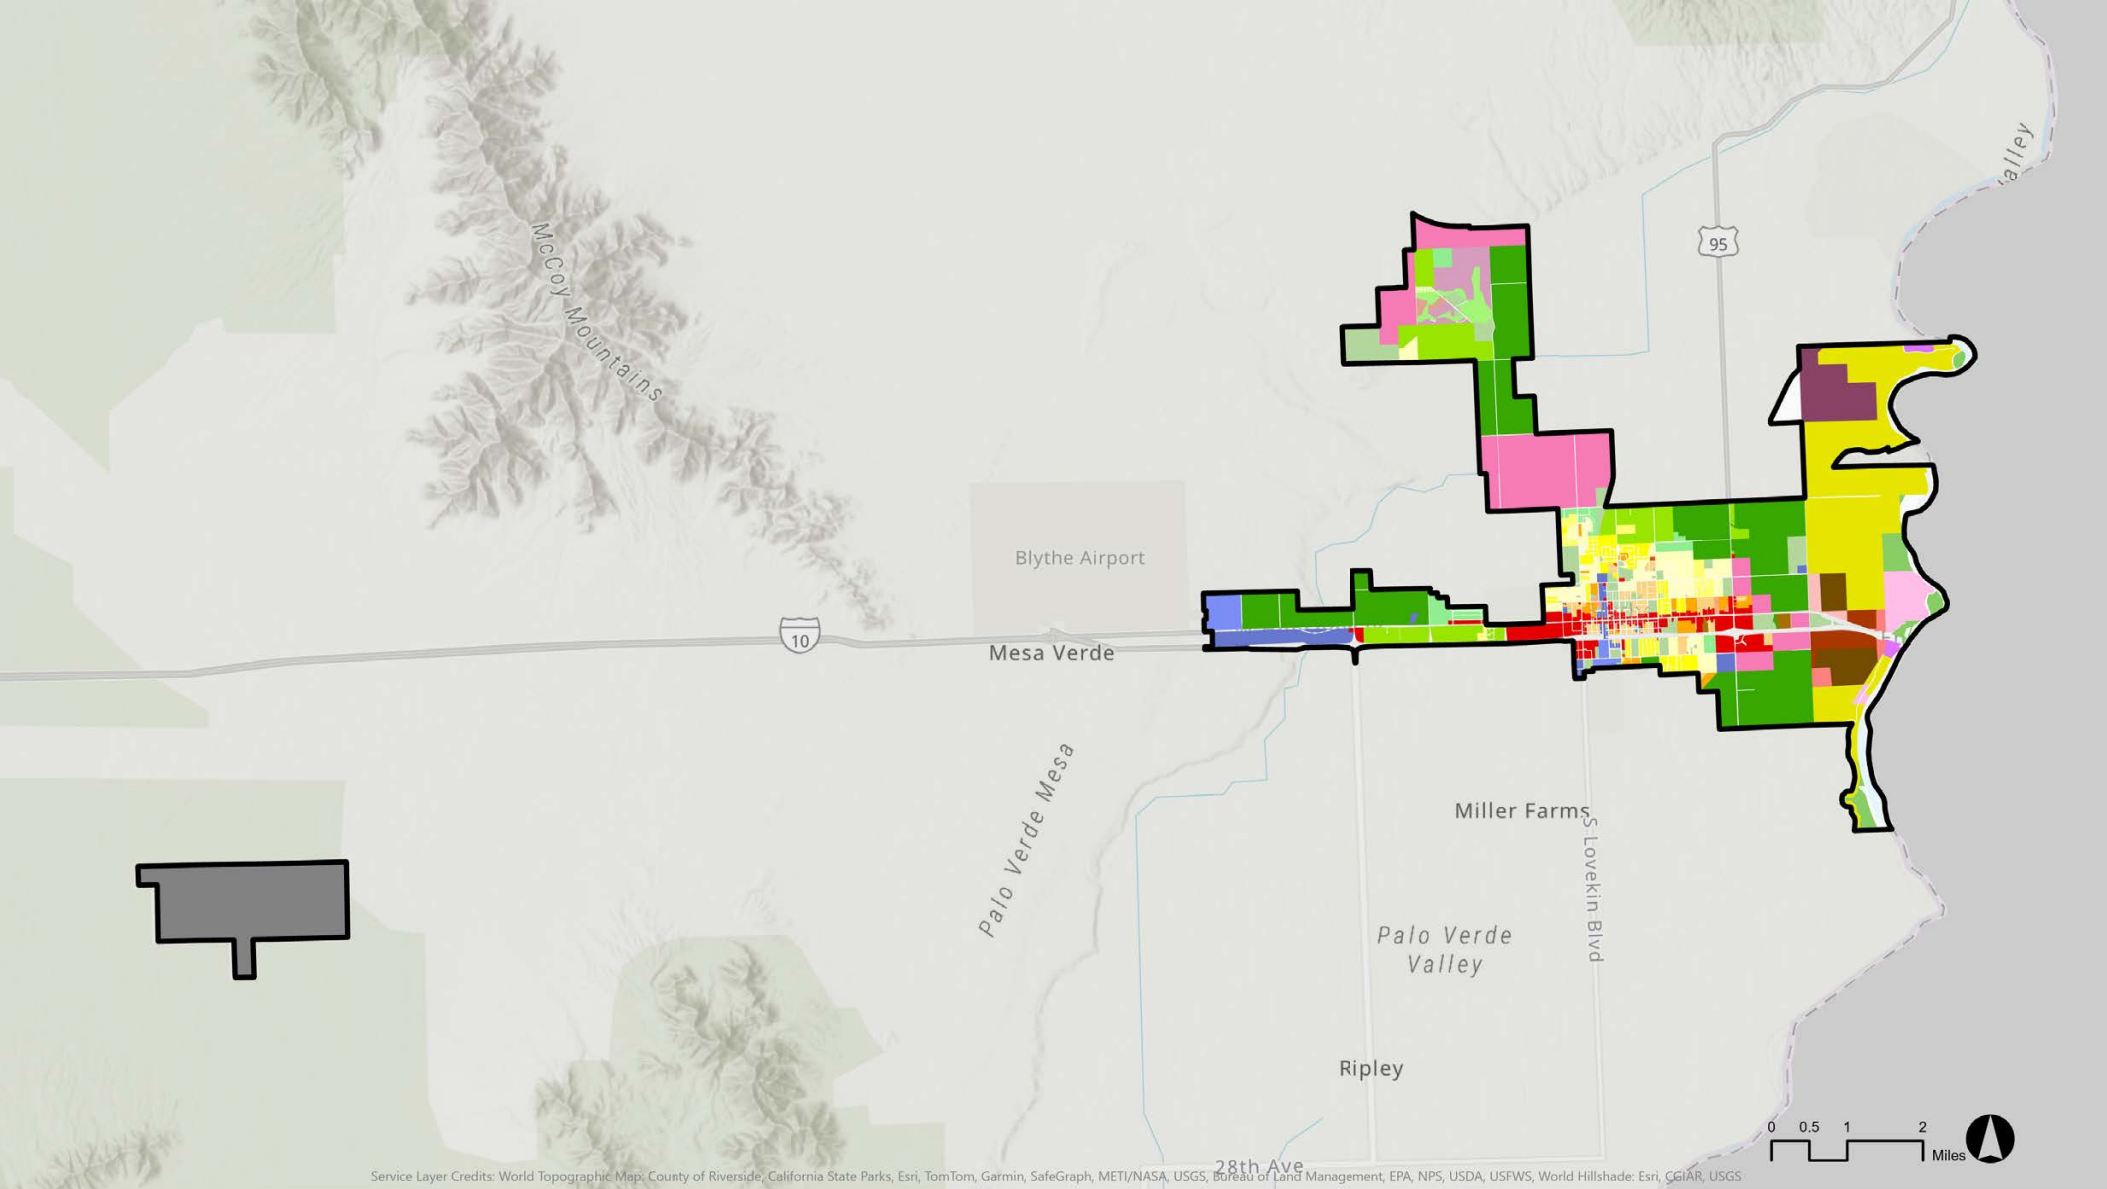 alley
95
McCoy Mountains
Blythe Airport
10
Mesa Verde
Palo Verde Mesa
Miller Farms
S Lovekin Blvd
Palo Verde
Valley
Ripley
28th Ave
0 0.5 1 2
Miles
Service Layer Credits: World Topographic Map: County of Riverside, California State Parks, Esri, TomTom, Garmin, SafeGraph, METI/NASA, USGS, Bureau of Land Management, EPA, NPS, USDA, USFWS, World Hillshade: Esri, CGIAR, USGS